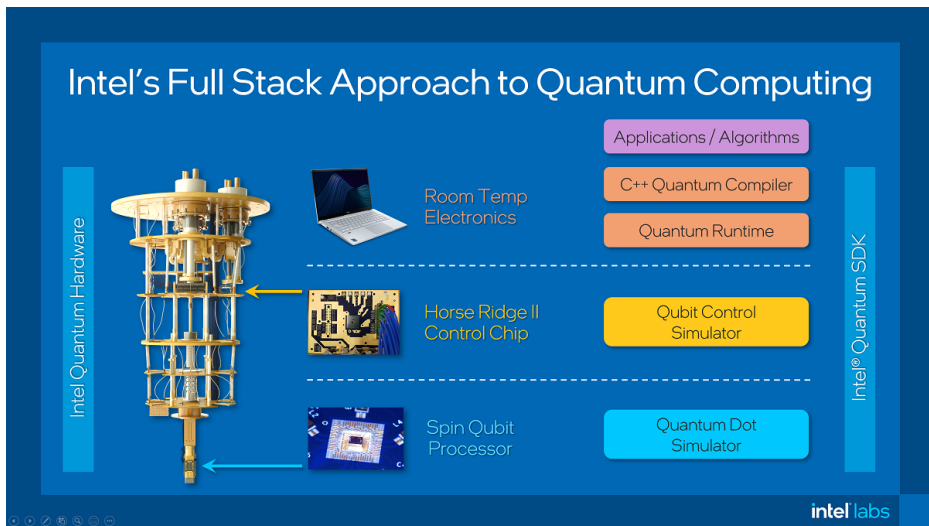 Intel's Full Stack Approach to Quantum Computing
Intel Quantum Hardware
Room Temp
Electronics
Applications / Algorithms
C++ Quantum Compiler
Quantum Runtime
Horse Ridge II
Control Chip
Qubit Control
Simulator
Spin Qubit
Processor
Quantum Dot
Simulator
Intel® Quantum SDK
intel labs